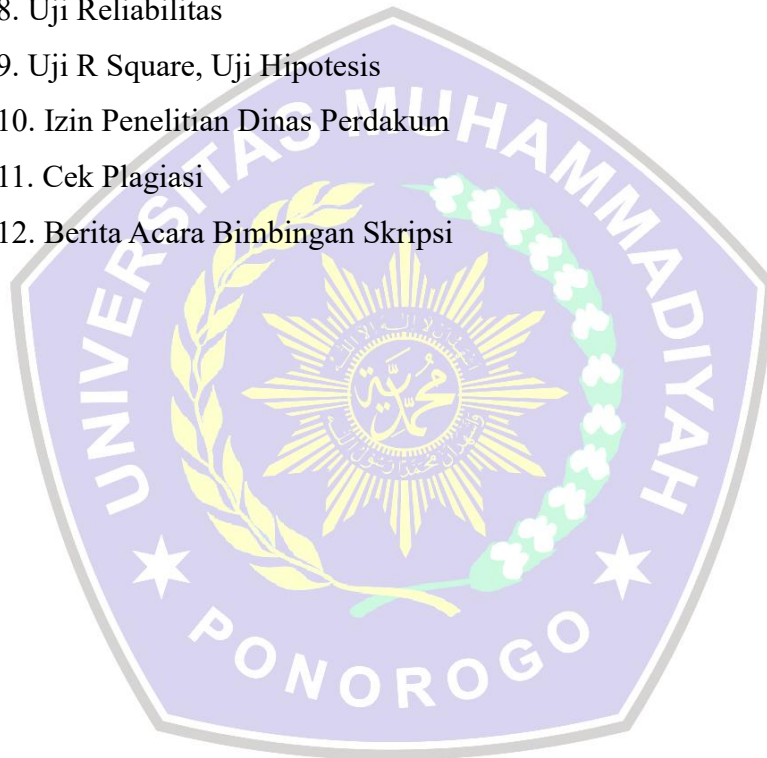 8. Uji Reliabilitas
9. Uji R Square, Uji Hipotesis
10. Izin Penelitian Dinas Perdakum
11. Cek Plagiasi
12. Berita Acara Bimbingan Skripsi
UNIVERSITAS MUHAMMADIYAH
محمدية
PONOROGO